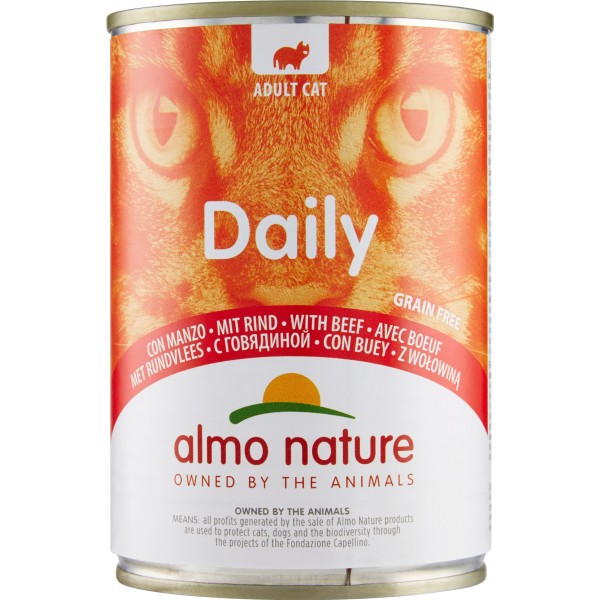 ADULT CAT
Daily
GRAIN FREE
CON MANZO • MIT RIND • WITH BEEF • AVEC BOEUF
MET RUNDVLEES • С ГОВЯДИНОЙ • CON BUEY • Z WOŁOWINĄ
almo nature
OWNED BY THE ANIMALS
OWNED BY THE ANIMALS
MEANS: all profits generated by the sale of Almo Nature products
are used to protect cats, dogs and the biodiversity through
the projects of the Fondazione Capellino.